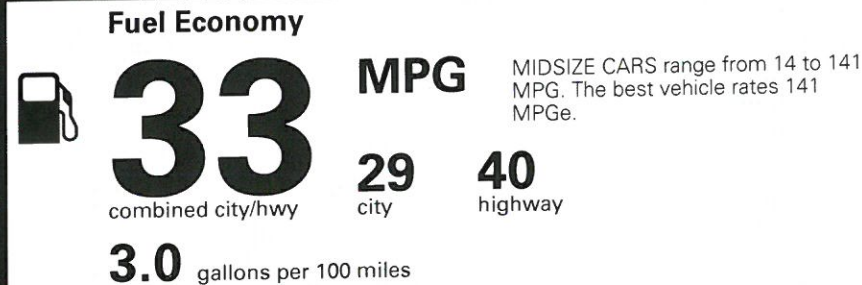 Fuel Economy
33 MPG
MIDSIZE CARS range from 14 to 141
MPG. The best vehicle rates 141
MPGe.
combined city/hwy
29 city
40 highway
3.0 gallons per 100 miles